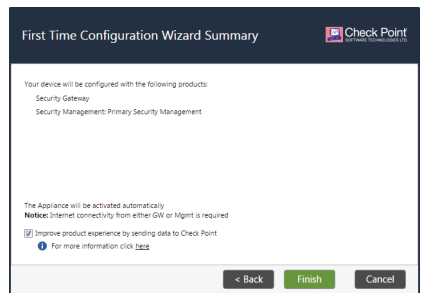 First Time Configuration Wizard Summary
Check Point
SOFTWARE TECHNOLOGIES LTD.
Your device will be configured with the following products:
Security Gateway
Security Management: Primary Security Management
The Appliance will be activated automatically
Notice: Internet connectivity from either GW or Mgmt is required
Improve product experience by sending data to Check Point
For more information click here
< Back Finish Cancel